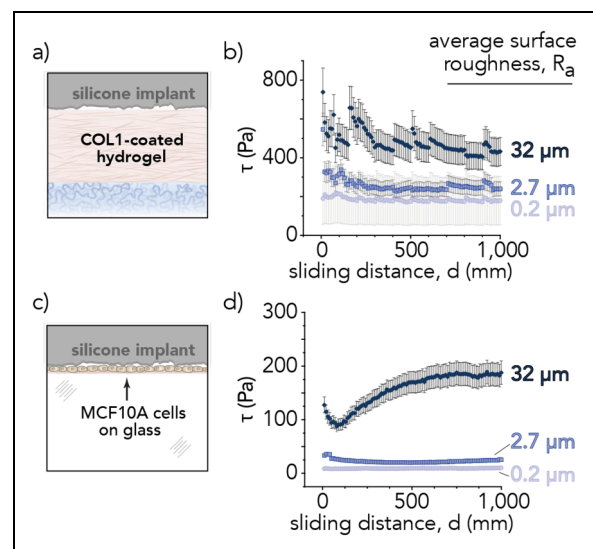 a)
silicone implant
COL1-coated
hydrogel
b)
average surface
roughness, Ra
800
600
400
200
0
τ (Pa)
32 µm
2.7 µm
0.2 µm
0
500
1,000
sliding distance, d (mm)
c)
silicone implant
MCF10A cells
on glass
d)
300
200
100
0
τ (Pa)
32 µm
2.7 µm
0.2 µm
0
500
1,000
sliding distance, d (mm)